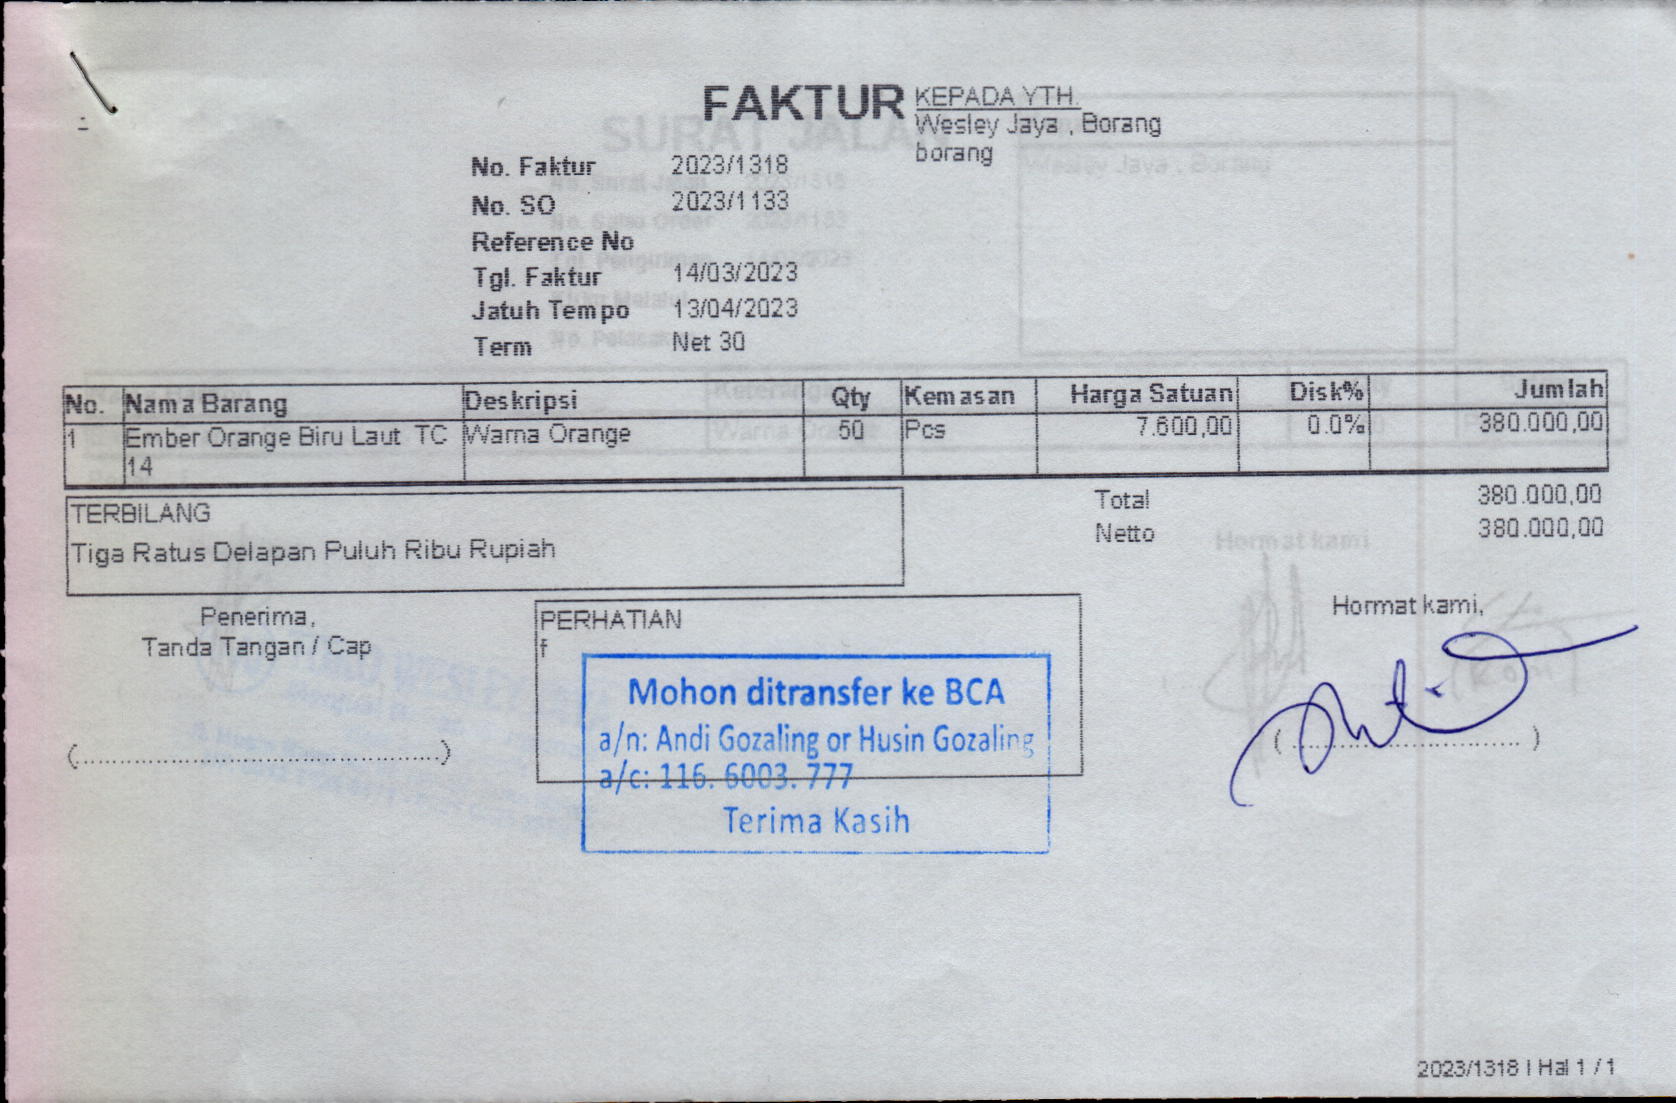 FAKTUR
KEPADA YTH.
Wesley Jaya , Borang
borang
No. Faktur 2023/1318
No. SO 2023/1133
Reference No
Tgl. Faktur 14/03/2023
Jatuh Tempo 13/04/2023
Term Net 30
No. Nama Barang Deskripsi Qty Kemasan Harga Satuan Disk% Jumlah
1 Ember Orange Biru Laut TC Warna Orange 50 Pcs 7.600,00 0.0% 380.000,00
14
TERBILANG
Tiga Ratus Delapan Puluh Ribu Rupiah
Total 380.000,00
Netto 380.000,00
Penerima,
Tanda Tangan / Cap
(...............................................)
PERHATIAN
f
Mohon ditransfer ke BCA
a/n: Andi Gozaling or Husin Gozaling
a/c: 116. 6003. 777
Terima Kasih
Hormat kami,
(...............................)
2023/1318 | Hal 1 / 1